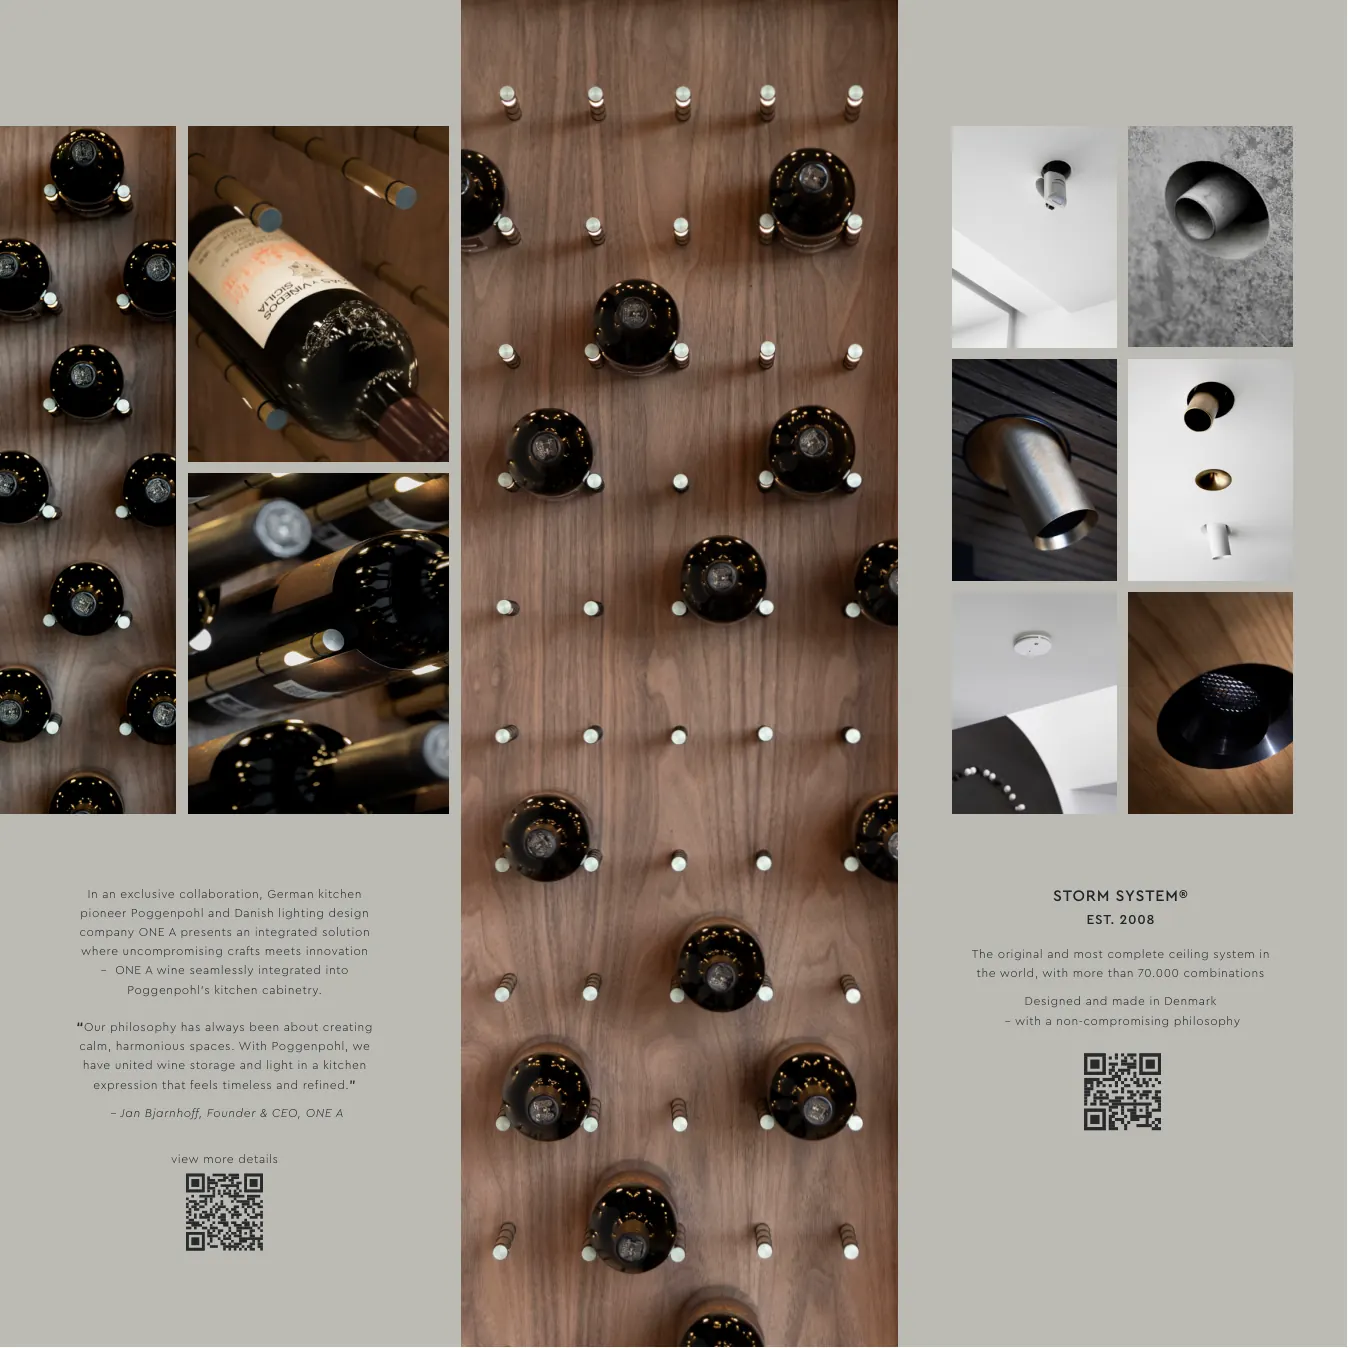 VIÑEDOS
SICILIA
In an exclusive collaboration, German kitchen
pioneer Poggenpohl and Danish lighting design
company ONE A presents an integrated solution
where uncompromising crafts meets innovation
– ONE A wine seamlessly integrated into
Poggenpohl's kitchen cabinetry.
“Our philosophy has always been about creating
calm, harmonious spaces. With Poggenpohl, we
have united wine storage and light in a kitchen
expression that feels timeless and refined.”
– Jan Bjarnhoff, Founder & CEO, ONE A
view more details
STORM SYSTEM®
EST. 2008
The original and most complete ceiling system in
the world, with more than 70.000 combinations
Designed and made in Denmark
– with a non-compromising philosophy